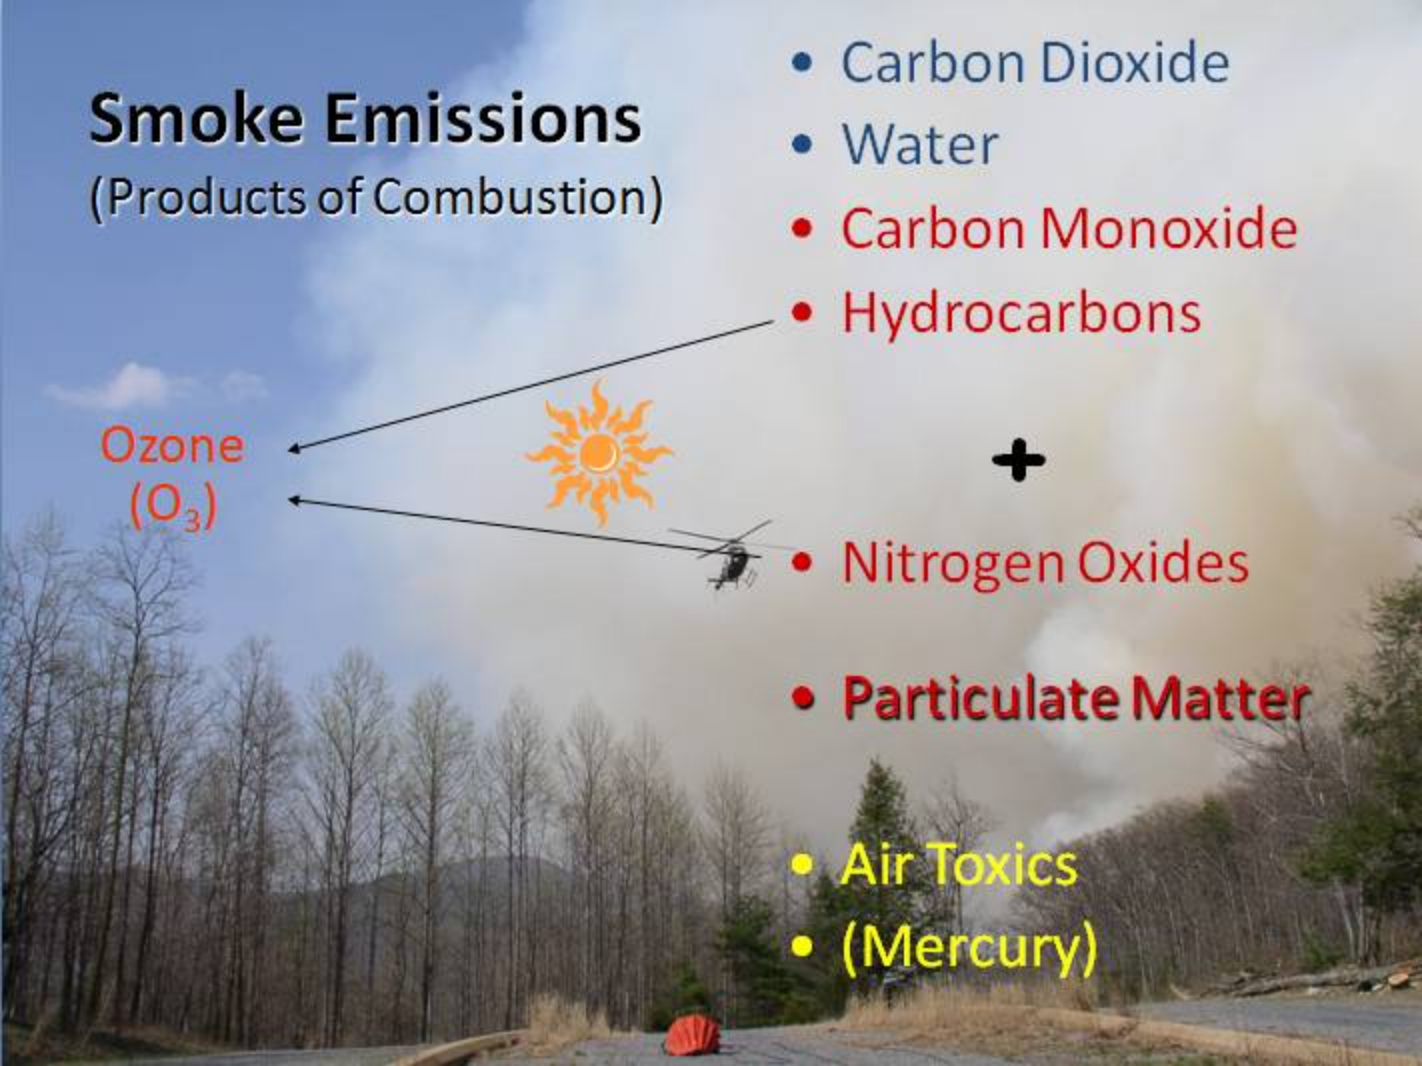 Smoke Emissions
(Products of Combustion)
• Carbon Dioxide
• Water
• Carbon Monoxide
• Hydrocarbons
+
• Nitrogen Oxides
• Particulate Matter
• Air Toxics
• (Mercury)
Ozone
(O₃)